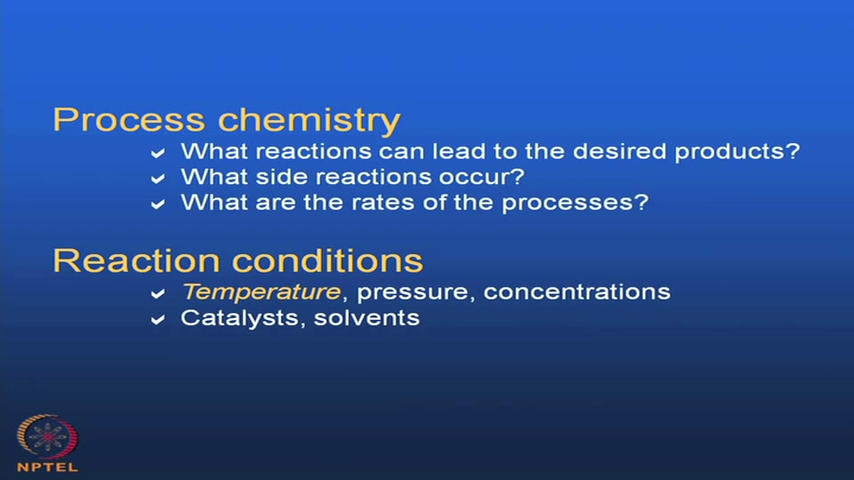 Process chemistry
What reactions can lead to the desired products?
What side reactions occur?
What are the rates of the processes?
Reaction conditions
Temperature, pressure, concentrations
Catalysts, solvents
NPTEL